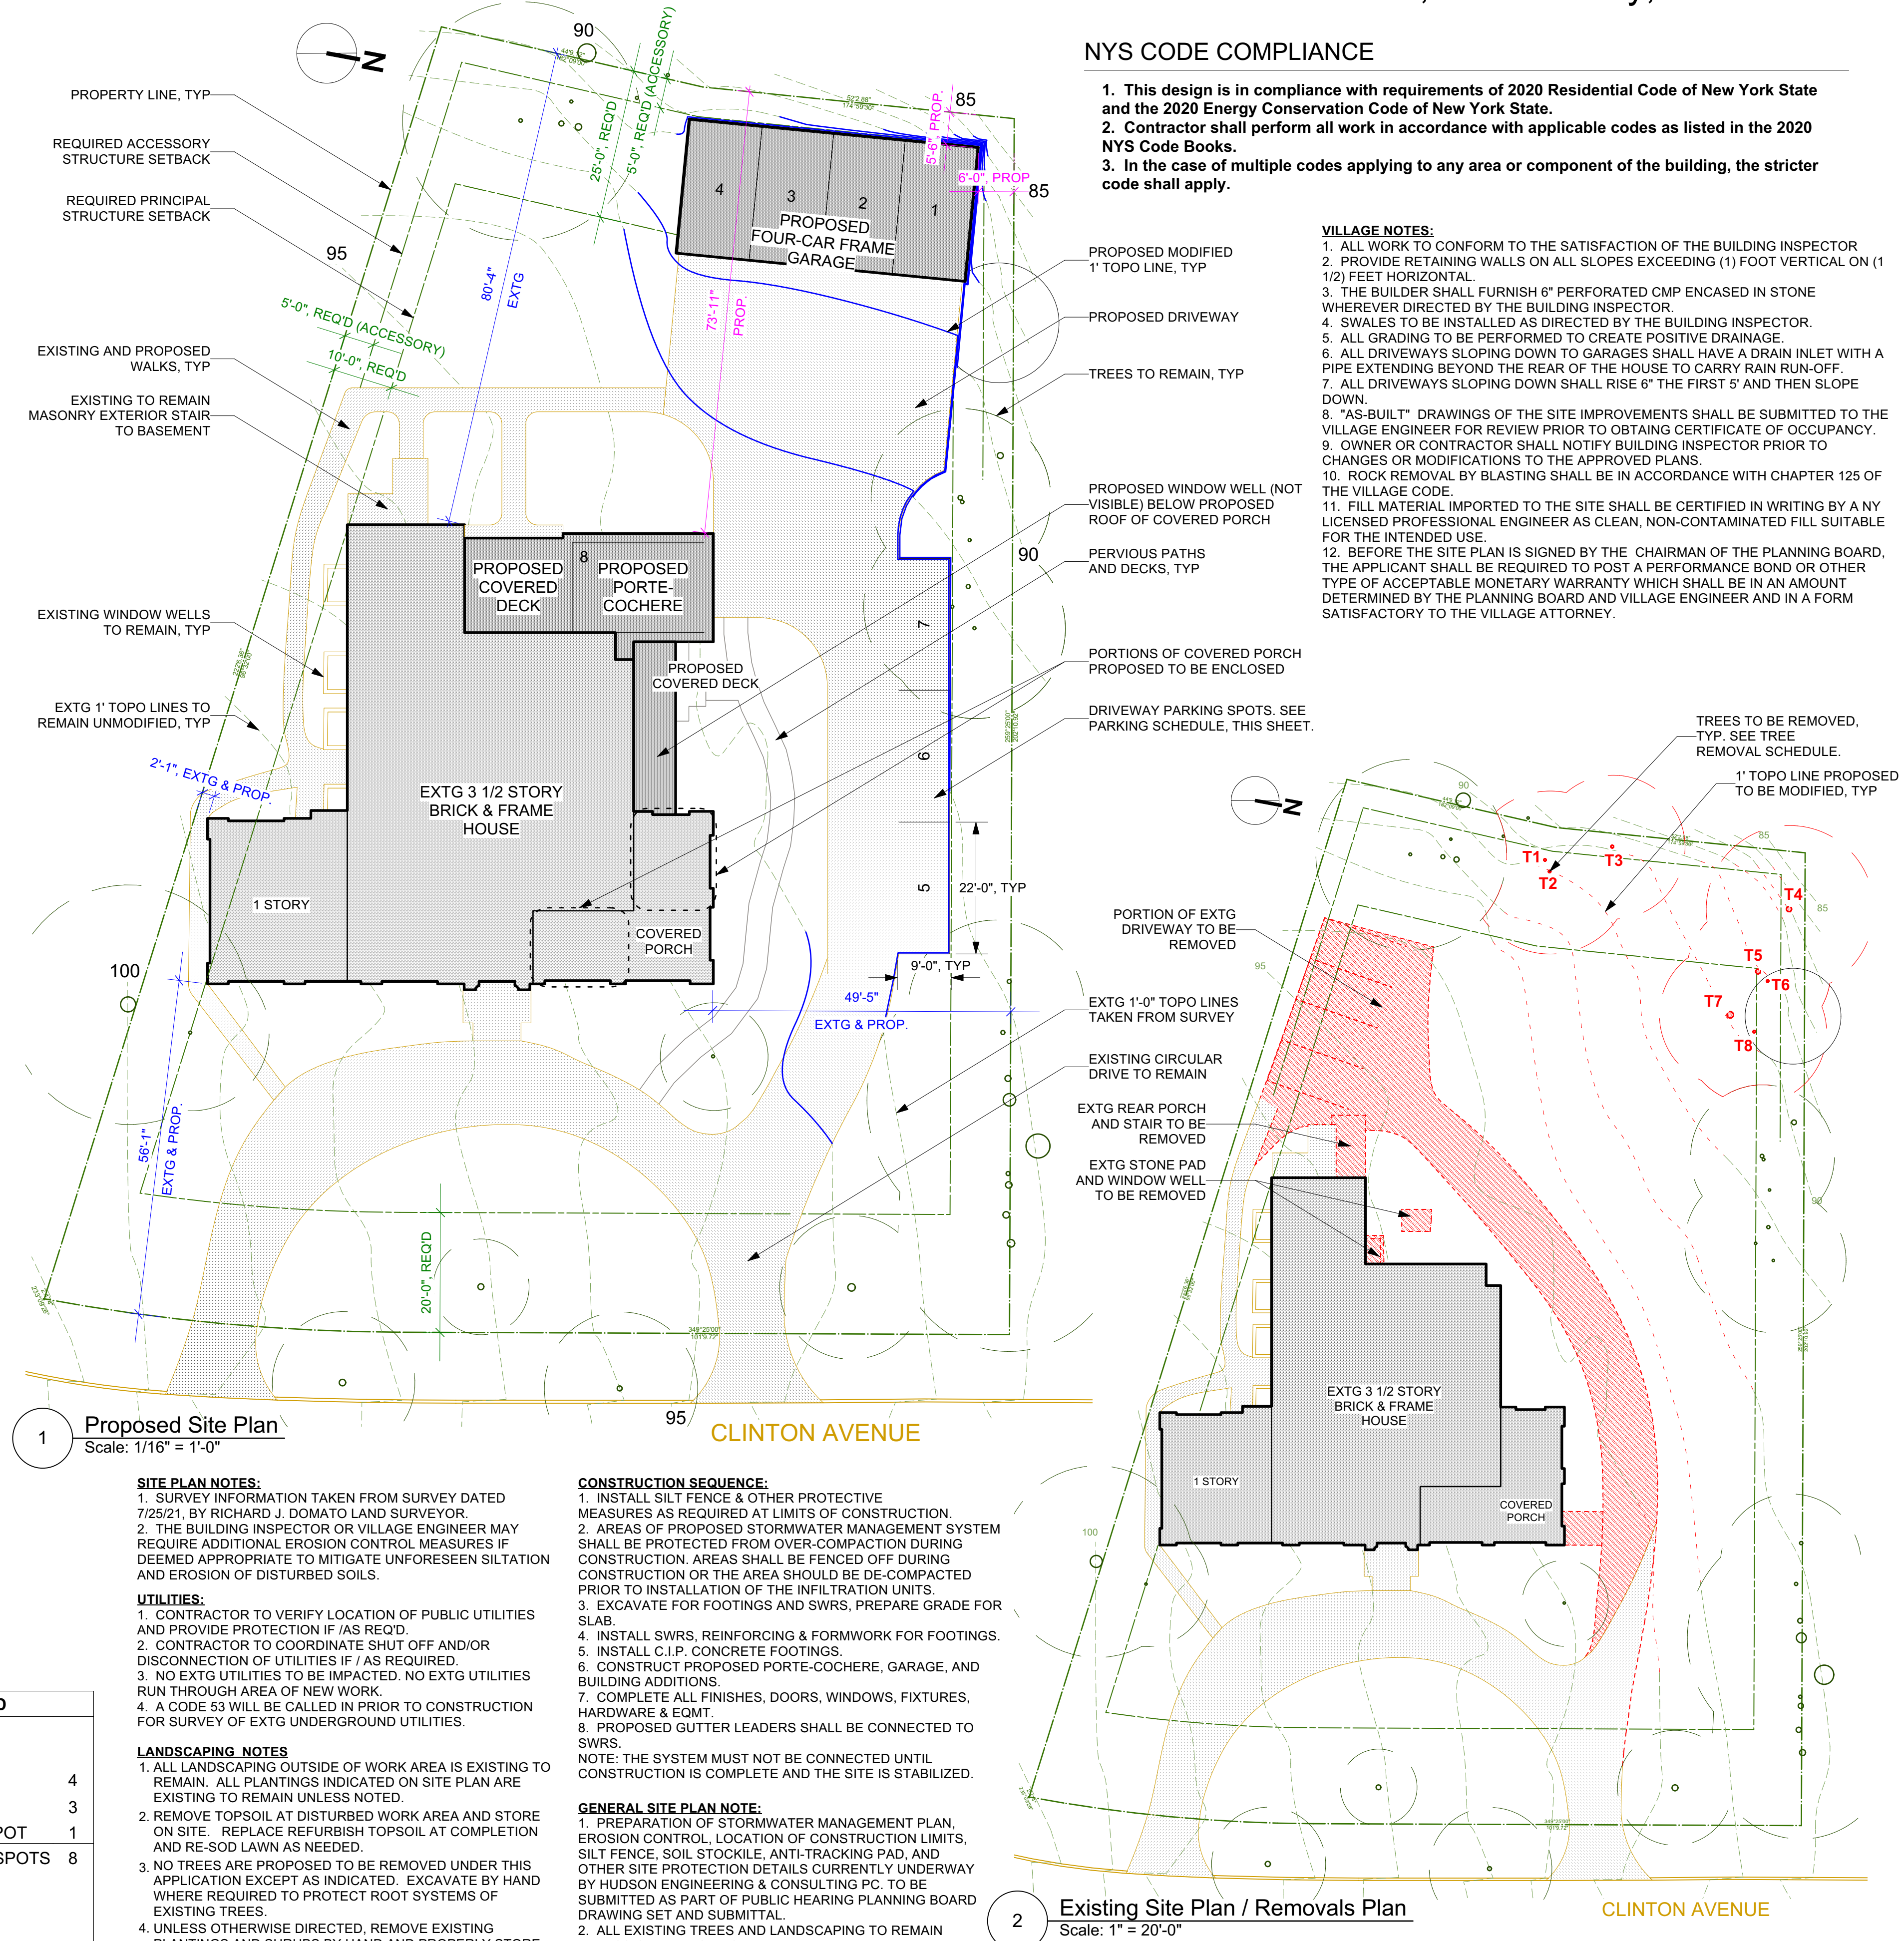 NYS CODE COMPLIANCE
1. This design is in compliance with requirements of 2020 Residential Code of New York State
and the 2020 Energy Conservation Code of New York State.
2. Contractor shall perform all work in accordance with applicable codes as listed in the 2020
NYS Code Books.
3. In the case of multiple codes applying to any area or component of the building, the stricter
code shall apply.
VILLAGE NOTES:
1. ALL WORK TO CONFORM TO THE SATISFACTION OF THE BUILDING INSPECTOR
2. PROVIDE RETAINING WALLS ON ALL SLOPES EXCEEDING (1) FOOT VERTICAL ON (1
1/2) FEET HORIZONTAL.
3. THE BUILDER SHALL FURNISH 6" PERFORATED CMP ENCASED IN STONE
WHEREVER DIRECTED BY THE BUILDING INSPECTOR.
4. SWALES TO BE INSTALLED AS DIRECTED BY THE BUILDING INSPECTOR.
5. ALL GRADING TO BE PERFORMED TO CREATE POSITIVE DRAINAGE.
6. ALL DRIVEWAYS SLOPING DOWN TO GARAGES SHALL HAVE A DRAIN INLET WITH A
PIPE EXTENDING BEYOND THE REAR OF THE HOUSE TO CARRY RAIN RUN-OFF.
7. ALL DRIVEWAYS SLOPING DOWN SHALL RISE 6" THE FIRST 5' AND THEN SLOPE
DOWN.
8. "AS-BUILT" DRAWINGS OF THE SITE IMPROVEMENTS SHALL BE SUBMITTED TO THE
VILLAGE ENGINEER FOR REVIEW PRIOR TO OBTAING CERTIFICATE OF OCCUPANCY.
9. OWNER OR CONTRACTOR SHALL NOTIFY BUILDING INSPECTOR PRIOR TO
CHANGES OR MODIFICATIONS TO THE APPROVED PLANS.
10. ROCK REMOVAL BY BLASTING SHALL BE IN ACCORDANCE WITH CHAPTER 125 OF
THE VILLAGE CODE.
11. FILL MATERIAL IMPORTED TO THE SITE SHALL BE CERTIFIED IN WRITING BY A NY
LICENSED PROFESSIONAL ENGINEER AS CLEAN, NON-CONTAMINATED FILL SUITABLE
FOR THE INTENDED USE.
12. BEFORE THE SITE PLAN IS SIGNED BY THE CHAIRMAN OF THE PLANNING BOARD,
THE APPLICANT SHALL BE REQUIRED TO POST A PERFORMANCE BOND OR OTHER
TYPE OF ACCEPTABLE MONETARY WARRANTY WHICH SHALL BE IN AN AMOUNT
DETERMINED BY THE PLANNING BOARD AND VILLAGE ENGINEER AND IN A FORM
SATISFACTORY TO THE VILLAGE ATTORNEY.
N
PROPERTY LINE, TYP
REQUIRED ACCESSORY
STRUCTURE SETBACK
REQUIRED PRINCIPAL
STRUCTURE SETBACK
EXISTING AND PROPOSED
WALKS, TYP
EXISTING TO REMAIN
MASONRY EXTERIOR STAIR
TO BASEMENT
EXISTING WINDOW WELLS
TO REMAIN, TYP
EXTG 1' TOPO LINES TO
REMAIN UNMODIFIED, TYP
90
85
85
95
90
100
95
25'-0", REQ'D
5'-0", REQ'D (ACCESSORY)
5'-6" PROP.
6'-0", PROP
80'-4"
EXTG
73'-11"
PROP.
5'-0", REQ'D (ACCESSORY)
10'-0", REQ'D
4
3
2
1
PROPOSED
FOUR-CAR FRAME
GARAGE
8
PROPOSED
COVERED
DECK
PROPOSED
PORTE-
COCHERE
PROPOSED
COVERED DECK
7
6
5
2'-1", EXTG & PROP.
EXTG 3 1/2 STORY
BRICK & FRAME
HOUSE
1 STORY
COVERED
PORCH
22'-0", TYP
9'-0", TYP
49'-5"
EXTG & PROP.
56'-1"
EXTG & PROP.
20'-0", REQ'D
349°25'00"
101'9.72"
259°25'00"
202'10.92"
PROPOSED MODIFIED
1' TOPO LINE, TYP
PROPOSED DRIVEWAY
TREES TO REMAIN, TYP
PROPOSED WINDOW WELL (NOT
VISIBLE) BELOW PROPOSED
ROOF OF COVERED PORCH
PERVIOUS PATHS
AND DECKS, TYP
PORTIONS OF COVERED PORCH
PROPOSED TO BE ENCLOSED
DRIVEWAY PARKING SPOTS. SEE
PARKING SCHEDULE, THIS SHEET.
EXTG 1'-0" TOPO LINES
TAKEN FROM SURVEY
EXISTING CIRCULAR
DRIVE TO REMAIN
CLINTON AVENUE
1
Proposed Site Plan
Scale: 1/16" = 1'-0"
N
TREES TO BE REMOVED,
TYP. SEE TREE
REMOVAL SCHEDULE.
1' TOPO LINE PROPOSED
TO BE MODIFIED, TYP
PORTION OF EXTG
DRIVEWAY TO BE
REMOVED
EXTG REAR PORCH
AND STAIR TO BE
REMOVED
EXTG STONE PAD
AND WINDOW WELL
TO BE REMOVED
90
85
85
95
90
100
T1
T2
T3
T4
T5
T6
T7
T8
EXTG 3 1/2 STORY
BRICK & FRAME
HOUSE
1 STORY
COVERED
PORCH
CLINTON AVENUE
2
Existing Site Plan / Removals Plan
Scale: 1" = 20'-0"
SITE PLAN NOTES:
1. SURVEY INFORMATION TAKEN FROM SURVEY DATED
7/25/21, BY RICHARD J. DOMATO LAND SURVEYOR.
2. THE BUILDING INSPECTOR OR VILLAGE ENGINEER MAY
REQUIRE ADDITIONAL EROSION CONTROL MEASURES IF
DEEMED APPROPRIATE TO MITIGATE UNFORESEEN SILTATION
AND EROSION OF DISTURBED SOILS.
UTILITIES:
1. CONTRACTOR TO VERIFY LOCATION OF PUBLIC UTILITIES
AND PROVIDE PROTECTION IF /AS REQ'D.
2. CONTRACTOR TO COORDINATE SHUT OFF AND/OR
DISCONNECTION OF UTILITIES IF / AS REQUIRED.
3. NO EXTG UTILITIES TO BE IMPACTED. NO EXTG UTILITIES
RUN THROUGH AREA OF NEW WORK.
4. A CODE 53 WILL BE CALLED IN PRIOR TO CONSTRUCTION
FOR SURVEY OF EXTG UNDERGROUND UTILITIES.
LANDSCAPING NOTES
1. ALL LANDSCAPING OUTSIDE OF WORK AREA IS EXISTING TO
REMAIN. ALL PLANTINGS INDICATED ON SITE PLAN ARE
EXISTING TO REMAIN UNLESS NOTED.
2. REMOVE TOPSOIL AT DISTURBED WORK AREA AND STORE
ON SITE. REPLACE REFURBISH TOPSOIL AT COMPLETION
AND RE-SOD LAWN AS NEEDED.
3. NO TREES ARE PROPOSED TO BE REMOVED UNDER THIS
APPLICATION EXCEPT AS INDICATED. EXCAVATE BY HAND
WHERE REQUIRED TO PROTECT ROOT SYSTEMS OF
EXISTING TREES.
4. UNLESS OTHERWISE DIRECTED, REMOVE EXISTING
PLANTINGS AND SHRUBS BY HAND AND PROPERLY STORE
CONSTRUCTION SEQUENCE:
1. INSTALL SILT FENCE & OTHER PROTECTIVE
MEASURES AS REQUIRED AT LIMITS OF CONSTRUCTION.
2. AREAS OF PROPOSED STORMWATER MANAGEMENT SYSTEM
SHALL BE PROTECTED FROM OVER-COMPACTION DURING
CONSTRUCTION. AREAS SHALL BE FENCED OFF DURING
CONSTRUCTION OR THE AREA SHOULD BE DE-COMPACTED
PRIOR TO INSTALLATION OF THE INFILTRATION UNITS.
3. EXCAVATE FOR FOOTINGS AND SWRS, PREPARE GRADE FOR
SLAB.
4. INSTALL SWRS, REINFORCING & FORMWORK FOR FOOTINGS.
5. INSTALL C.I.P. CONCRETE FOOTINGS.
6. CONSTRUCT PROPOSED PORTE-COCHERE, GARAGE, AND
BUILDING ADDITIONS.
7. COMPLETE ALL FINISHES, DOORS, WINDOWS, FIXTURES,
HARDWARE & EQMT.
8. PROPOSED GUTTER LEADERS SHALL BE CONNECTED TO
SWRS.
NOTE: THE SYSTEM MUST NOT BE CONNECTED UNTIL
CONSTRUCTION IS COMPLETE AND THE SITE IS STABILIZED.
GENERAL SITE PLAN NOTE:
1. PREPARATION OF STORMWATER MANAGEMENT PLAN,
EROSION CONTROL, LOCATION OF CONSTRUCTION LIMITS,
SILT FENCE, SOIL STOCKILE, ANTI-TRACKING PAD, AND
OTHER SITE PROTECTION DETAILS CURRENTLY UNDERWAY
BY HUDSON ENGINEERING & CONSULTING PC. TO BE
SUBMITTED AS PART OF PUBLIC HEARING PLANNING BOARD
DRAWING SET AND SUBMITTAL.
2. ALL EXISTING TREES AND LANDSCAPING TO REMAIN
4
3
POT 1
SPOTS 8